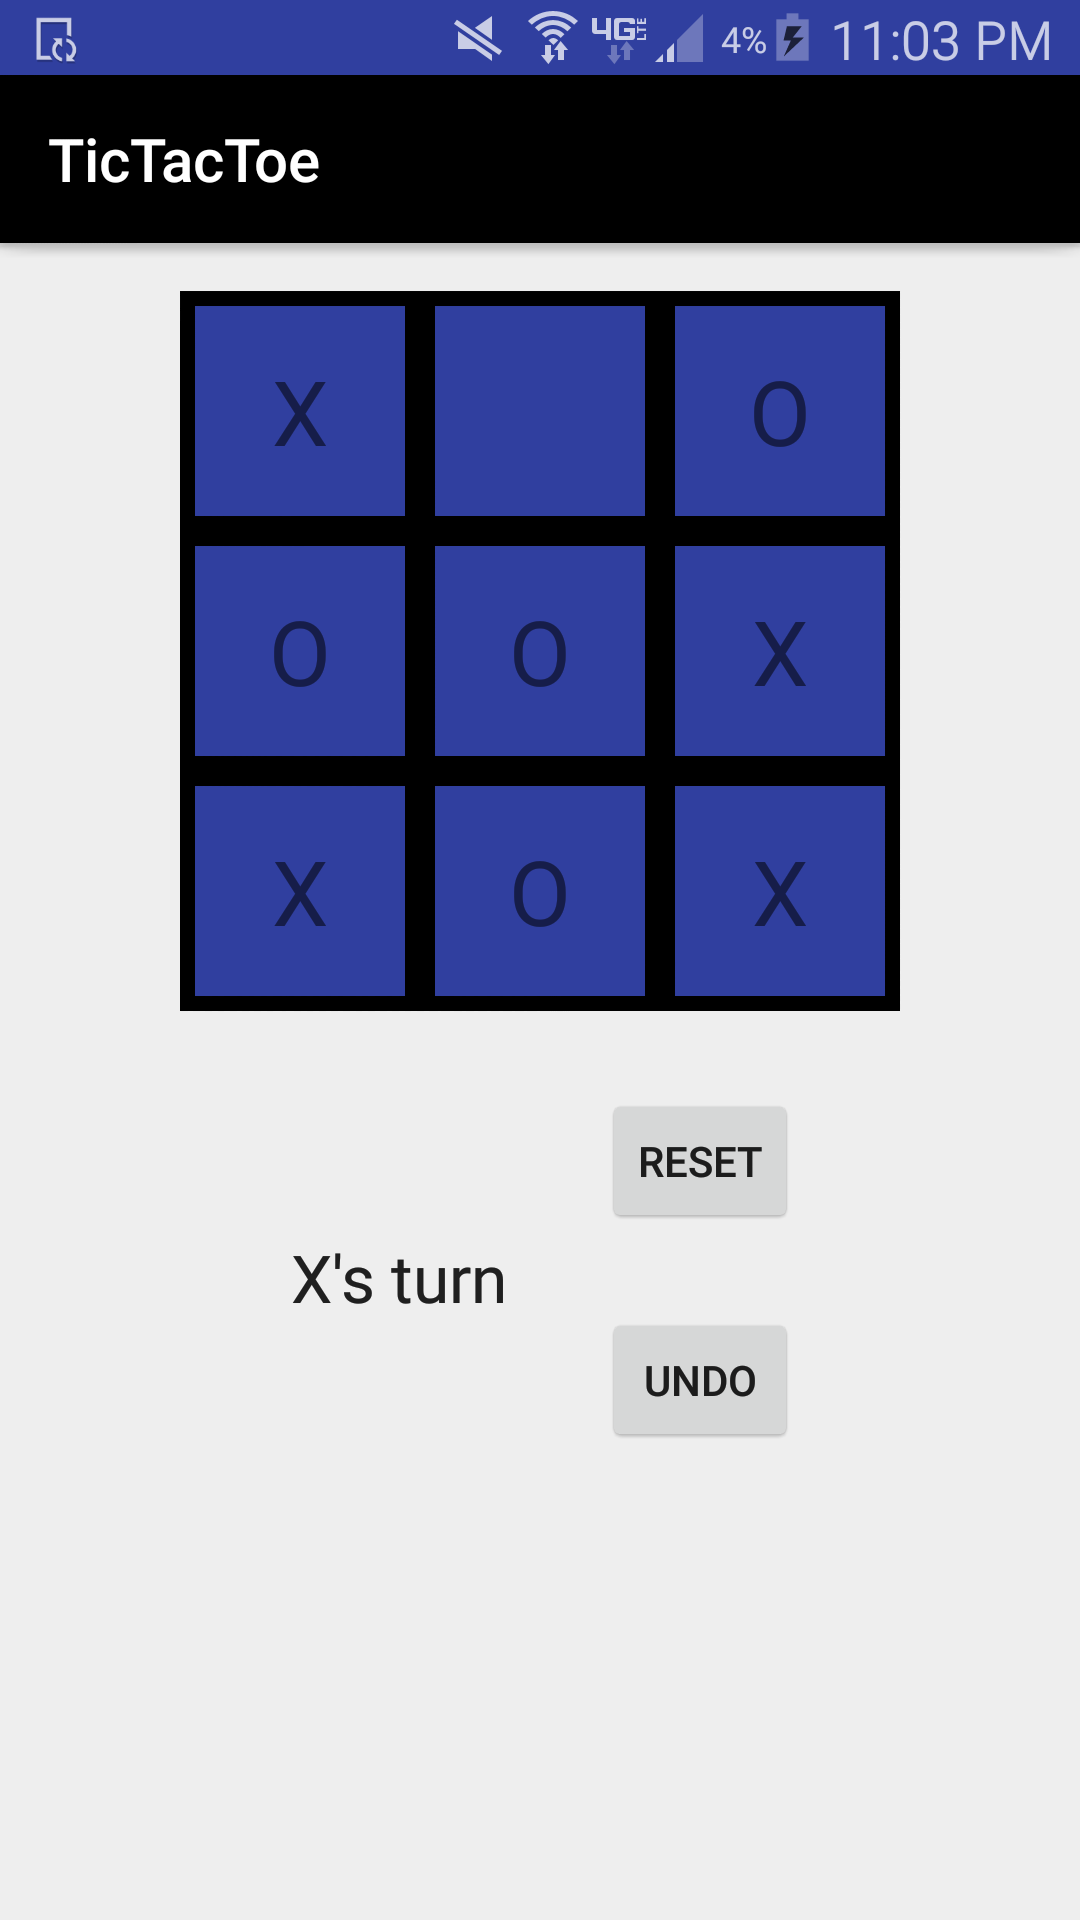 4G LTE 4% 11:03 PM
TicTacToe
X O
O O X
X O X
RESET
X's turn
UNDO